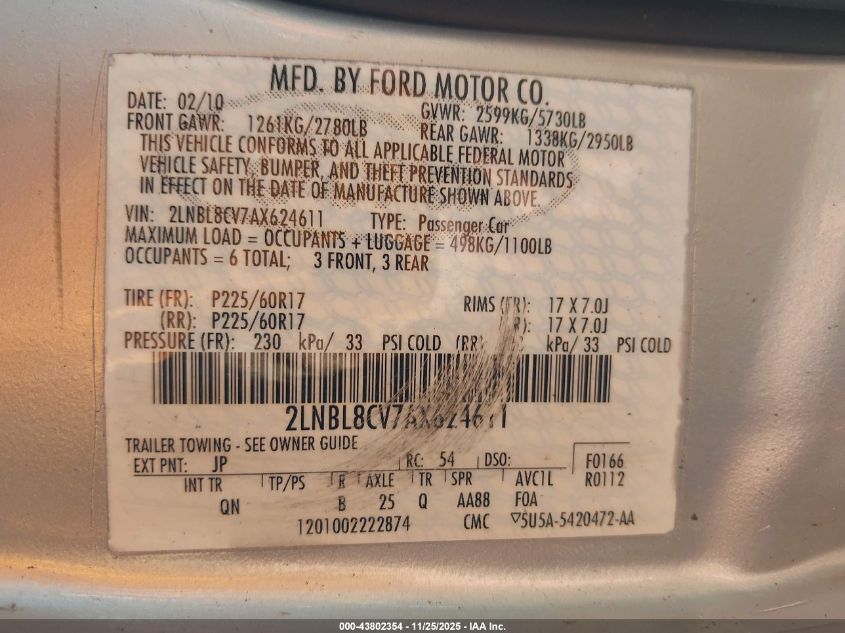 MFD. BY FORD MOTOR CO.
DATE: 02/10 GVWR: 2599KG/5730LB
FRONT GAWR: 1261KG/2780LB REAR GAWR: 1338KG/2950LB
THIS VEHICLE CONFORMS TO ALL APPLICABLE FEDERAL MOTOR
VEHICLE SAFETY, BUMPER, AND THEFT PREVENTION STANDARDS
IN EFFECT ON THE DATE OF MANUFACTURE SHOWN ABOVE.
VIN: 2LNBL8CV7AX624611 TYPE: Passenger Car
MAXIMUM LOAD = OCCUPANTS + LUGGAGE = 498KG/1100LB
OCCUPANTS = 6 TOTAL; 3 FRONT, 3 REAR
TIRE (FR): P225/60R17 RIMS (FR): 17 X 7.0J
(RR): P225/60R17 17 X 7.0J
PRESSURE (FR): 230 kPa/ 33 PSI COLD (RR) kPa/ 33 PSI COLD
2LNBL8CV7AX624611
TRAILER TOWING - SEE OWNER GUIDE
EXT PNT: JP RC: 54 DSO: F0166
INT TR TP/PS R AXLE TR SPR AVC1L R0112
QN B 25 Q AA88 FOA
1201002222874 CMC ▽5U5A-5420472-AA
000-43802354 - 11/25/2025 - IAA Inc.